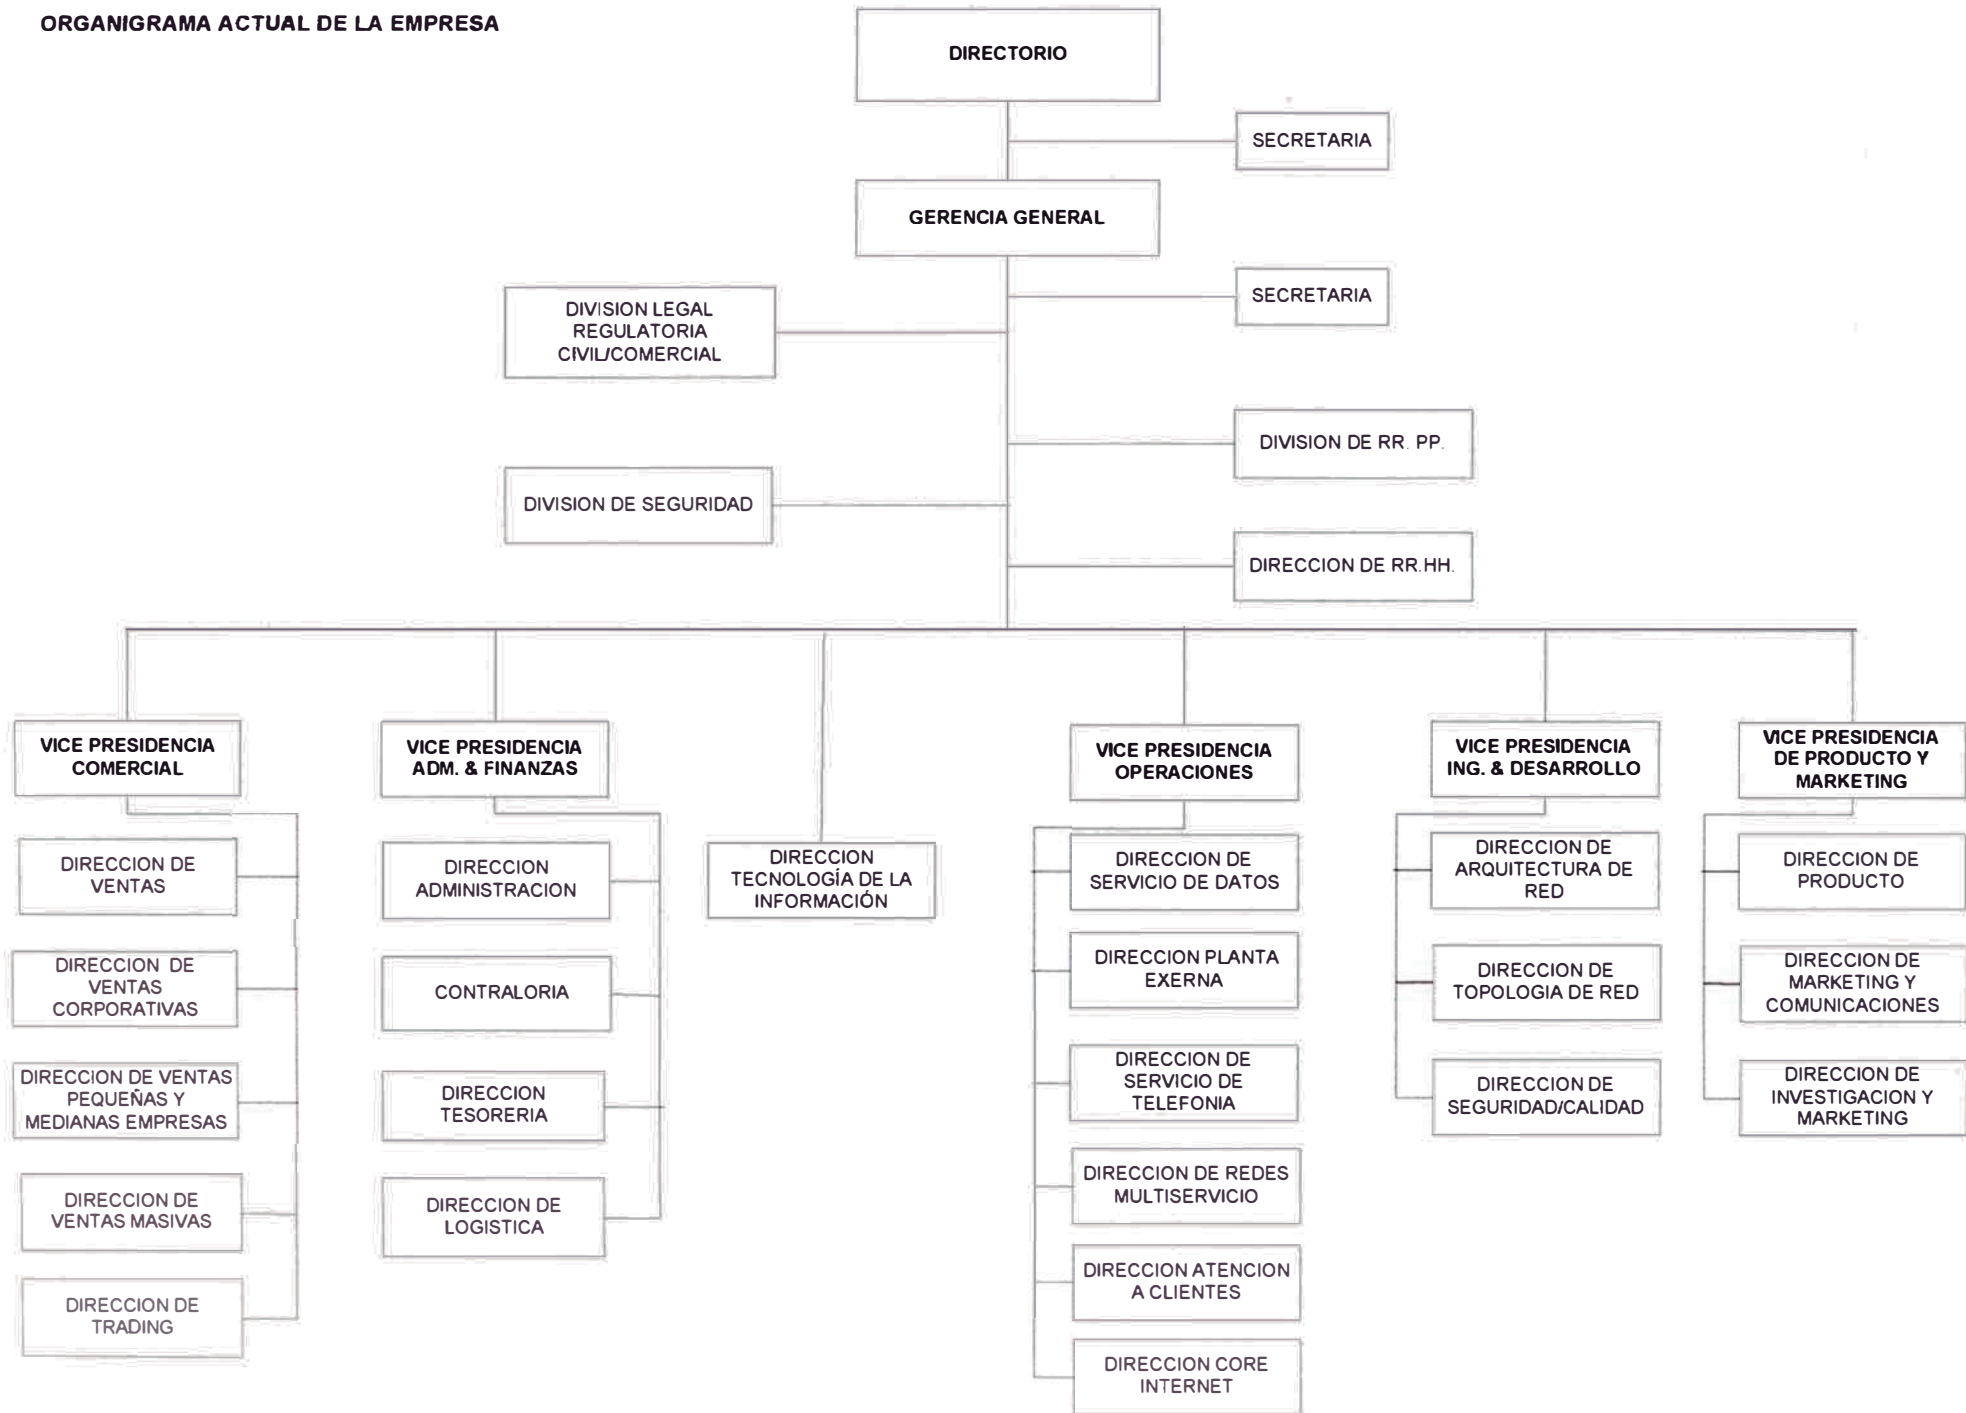 ORGANIGRAMA ACTUAL DE LA EMPRESA
DIRECTORIO
SECRETARIA
GERENCIA GENERAL
SECRETARIA
DIVISION LEGAL
REGULATORIA
CIVIL/COMERCIAL
DIVISION DE RR. PP.
DIVISION DE SEGURIDAD
DIRECCION DE RR.HH.
VICE PRESIDENCIA
COMERCIAL
DIRECCION DE
VENTAS
DIRECCION DE
VENTAS
CORPORATIVAS
DIRECCION DE VENTAS
PEQUEÑAS Y
MEDIANAS EMPRESAS
DIRECCION DE
VENTAS MASIVAS
DIRECCION DE
TRADING
VICE PRESIDENCIA
ADM. & FINANZAS
DIRECCION
ADMINISTRACION
CONTRALORIA
DIRECCION
TESORERIA
DIRECCION DE
LOGISTICA
DIRECCION
TECNOLOGÍA DE LA
INFORMACIÓN
VICE PRESIDENCIA
OPERACIONES
DIRECCION DE
SERVICIO DE DATOS
DIRECCION PLANTA
EXERNA
DIRECCION DE
SERVICIO DE
TELEFONIA
DIRECCION DE REDES
MULTISERVICIO
DIRECCION ATENCION
A CLIENTES
DIRECCION CORE
INTERNET
VICE PRESIDENCIA
ING. & DESARROLLO
DIRECCION DE
ARQUITECTURA DE
RED
DIRECCION DE
TOPOLOGIA DE RED
DIRECCION DE
SEGURIDAD/CALIDAD
VICE PRESIDENCIA
DE PRODUCTO Y
MARKETING
DIRECCION DE
PRODUCTO
DIRECCION DE
MARKETING Y
COMUNICACIONES
DIRECCION DE
INVESTIGACION Y
MARKETING